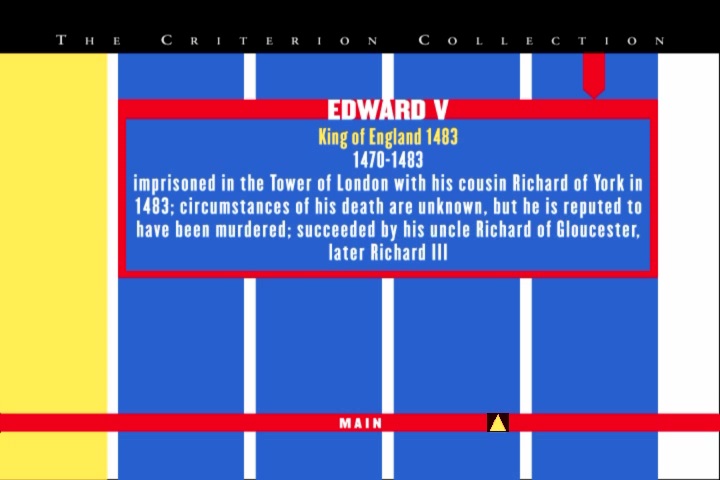 THE CRITERION COLLECTION
EDWARD V
King of England 1483
1470-1483
imprisoned in the Tower of London with his cousin Richard of York in
1483; circumstances of his death are unknown, but he is reputed to
have been murdered; succeeded by his uncle Richard of Gloucester,
later Richard III
MAIN